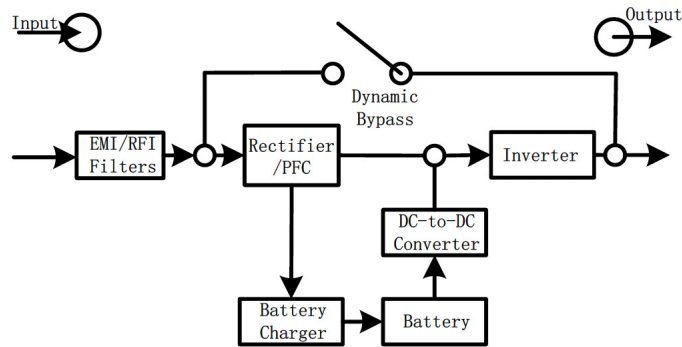 Input
Output
Dynamic
Bypass
EMI/RFI
Filters
Rectifier
/PFC
Inverter
DC-to-DC
Converter
Battery
Charger
Battery